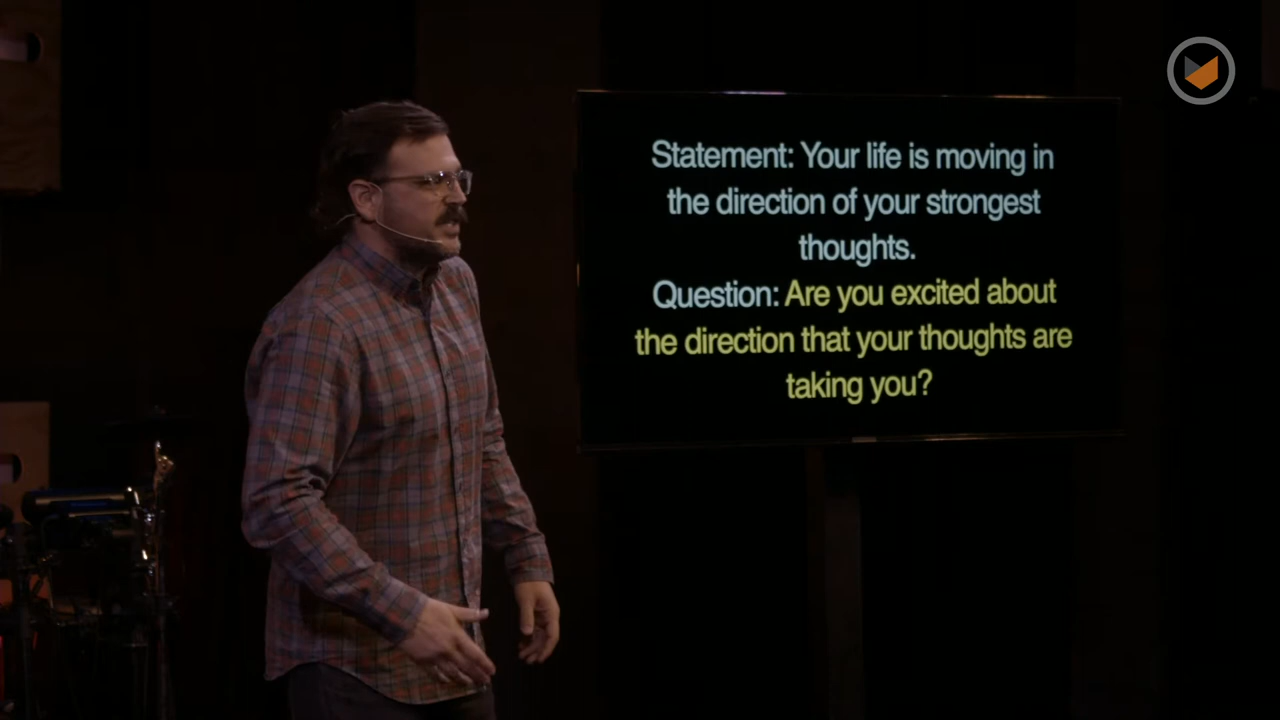 Statement: Your life is moving in
the direction of your strongest
thoughts.
Question: Are you excited about
the direction that your thoughts are
taking you?